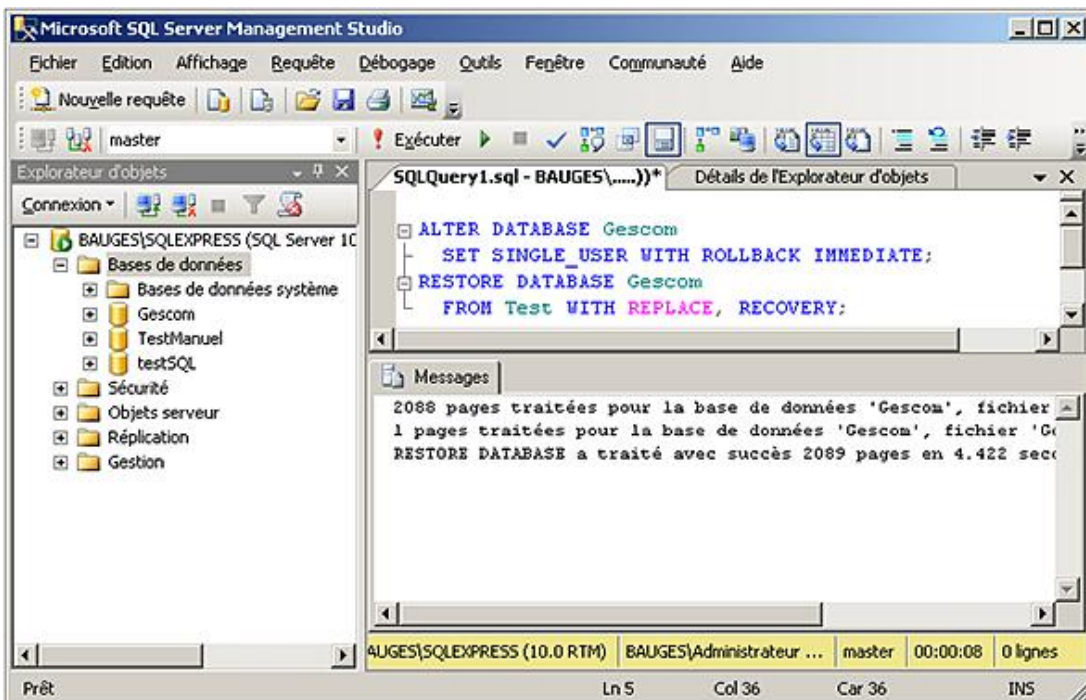 Microsoft SQL Server Management Studio
Fichier Edition Affichage Requête Débogage Outils Fenêtre Communauté Aide
Nouvelle requête
master Exécuter
Explorateur d'objets
Connexion
BAUGES\SQLEXPRESS (SQL Server 10
Bases de données
Bases de données système
Gescom
TestManuel
testSQL
Sécurité
Objets serveur
Réplication
Gestion
SQLQuery1.sql - BAUGES\.....))* Détails de l'Explorateur d'objets
ALTER DATABASE Gescom
SET SINGLE_USER WITH ROLLBACK IMMEDIATE;
RESTORE DATABASE Gescom
FROM Test WITH REPLACE, RECOVERY;
Messages
2088 pages traitées pour la base de données 'Gescom', fichier
1 pages traitées pour la base de données 'Gescom', fichier 'Ge
RESTORE DATABASE a traité avec succès 2089 pages en 4.422 sec
AUGES\SQLEXPRESS (10.0 RTM) BAUGES\Administrateur ... master 00:00:08 0 lignes
Prêt Ln 5 Col 36 Car 36 INS